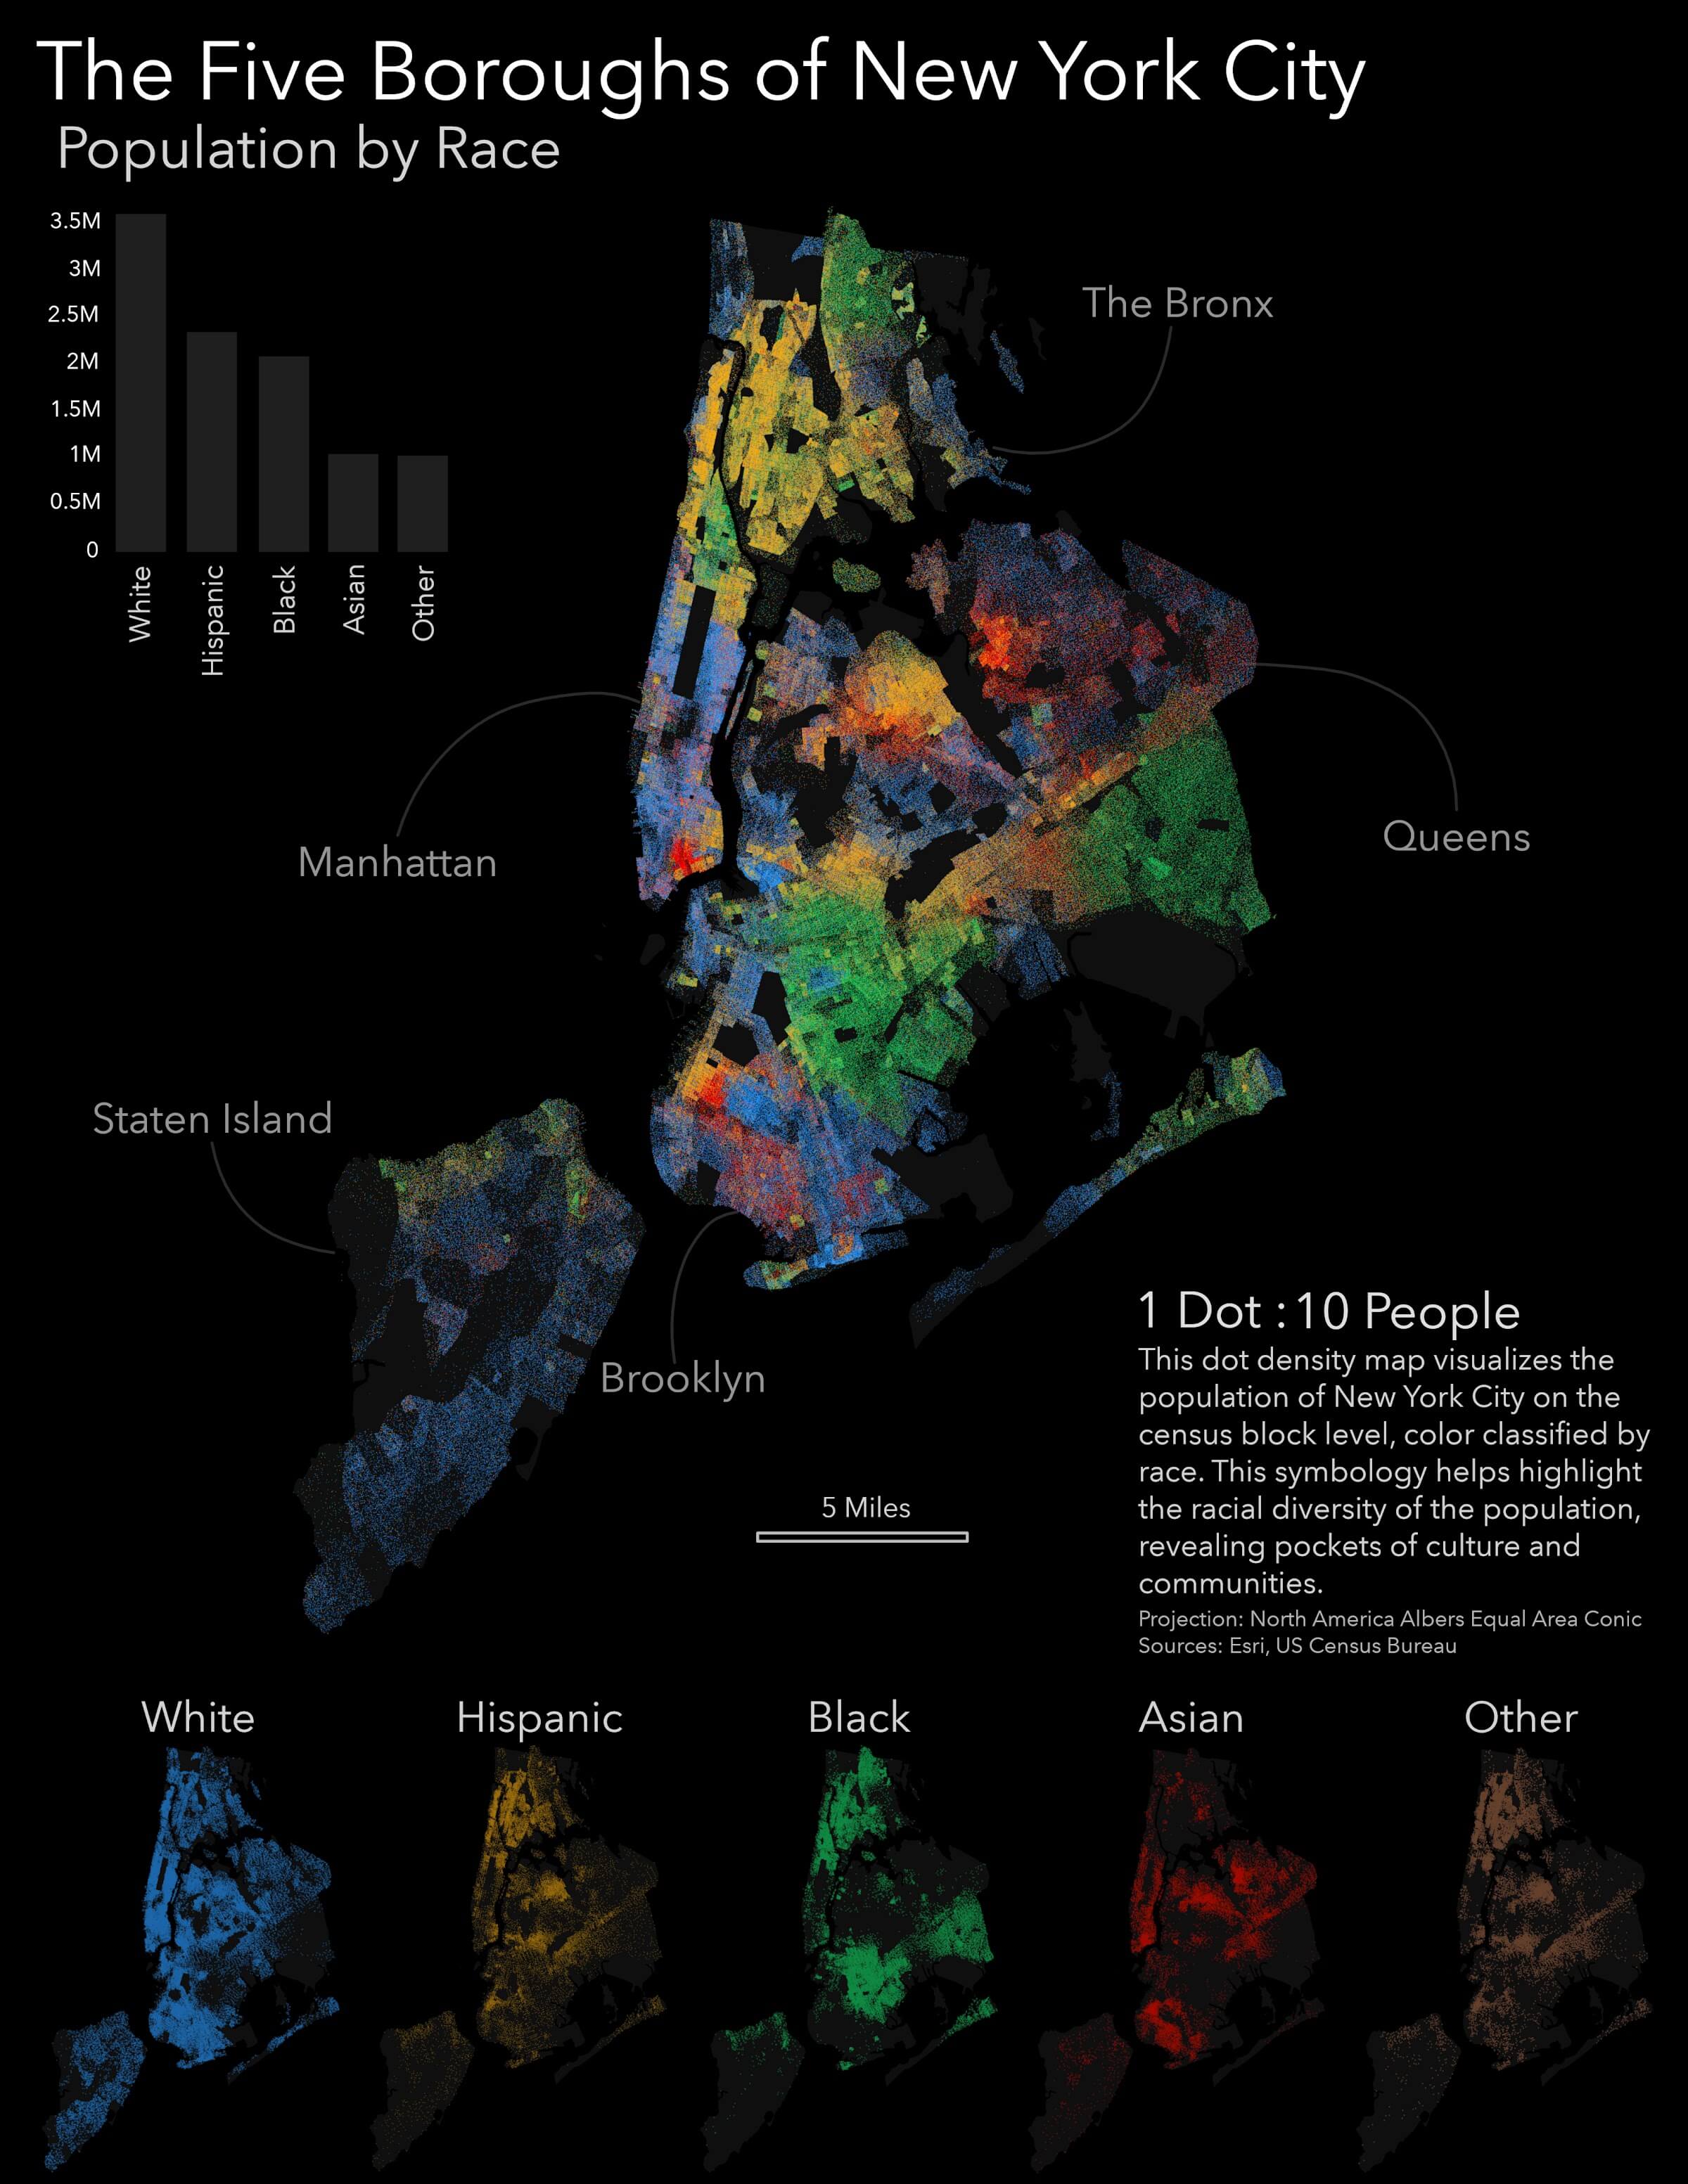 The Five Boroughs of New York City
Population by Race
3.5M
3M
2.5M
2M
1.5M
1M
0.5M
0
White
Hispanic
Black
Asian
Other
The Bronx
Manhattan
Queens
Staten Island
Brooklyn
1 Dot : 10 People
This dot density map visualizes the
population of New York City on the
census block level, color classified by
race. This symbology helps highlight
the racial diversity of the population,
revealing pockets of culture and
communities.
Projection: North America Albers Equal Area Conic
Sources: Esri, US Census Bureau
5 Miles
White
Hispanic
Black
Asian
Other